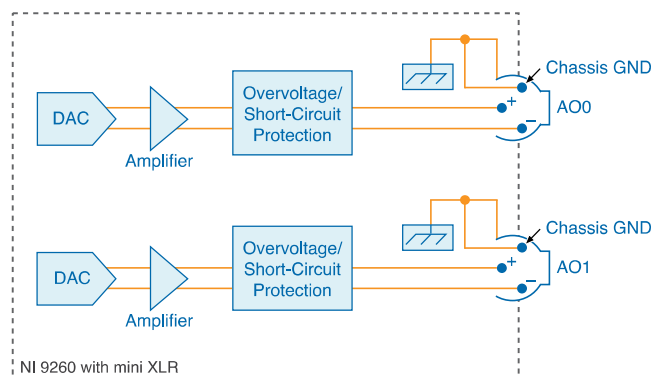 Chassis GND
+
AO0
−
DAC
Amplifier
Overvoltage/
Short-Circuit
Protection
Chassis GND
+
AO1
−
DAC
Amplifier
Overvoltage/
Short-Circuit
Protection
NI 9260 with mini XLR